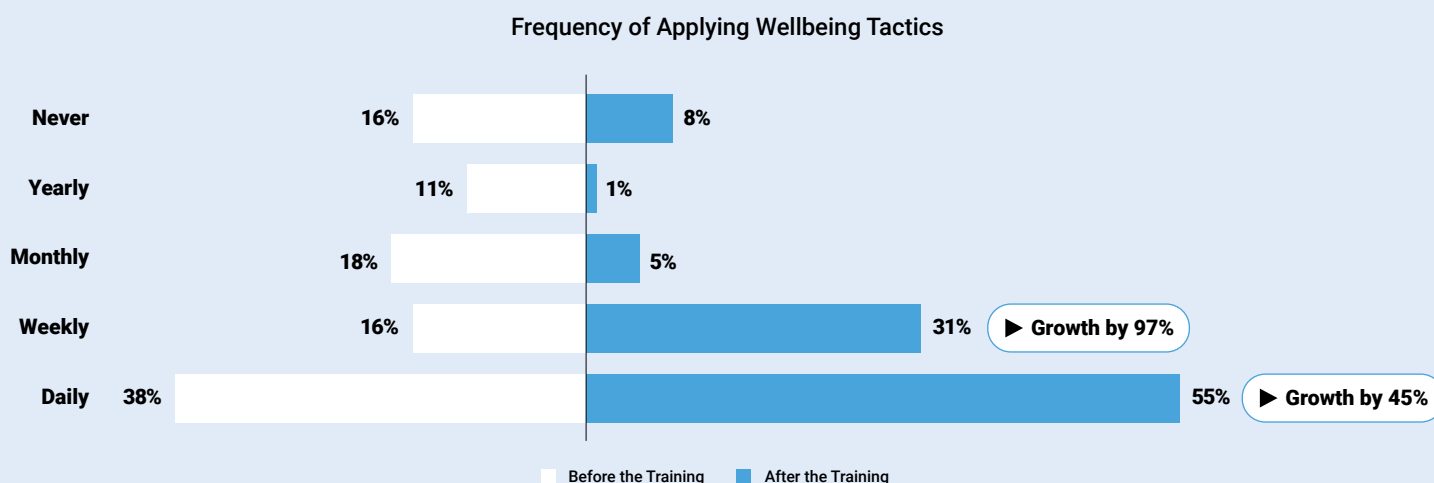 Frequency of Applying Wellbeing Tactics
Never 16% 8%
Yearly 11% 1%
Monthly 18% 5%
Weekly 16% 31% ▶ Growth by 97%
Daily 38% 55% ▶ Growth by 45%
Before the Training After the Training